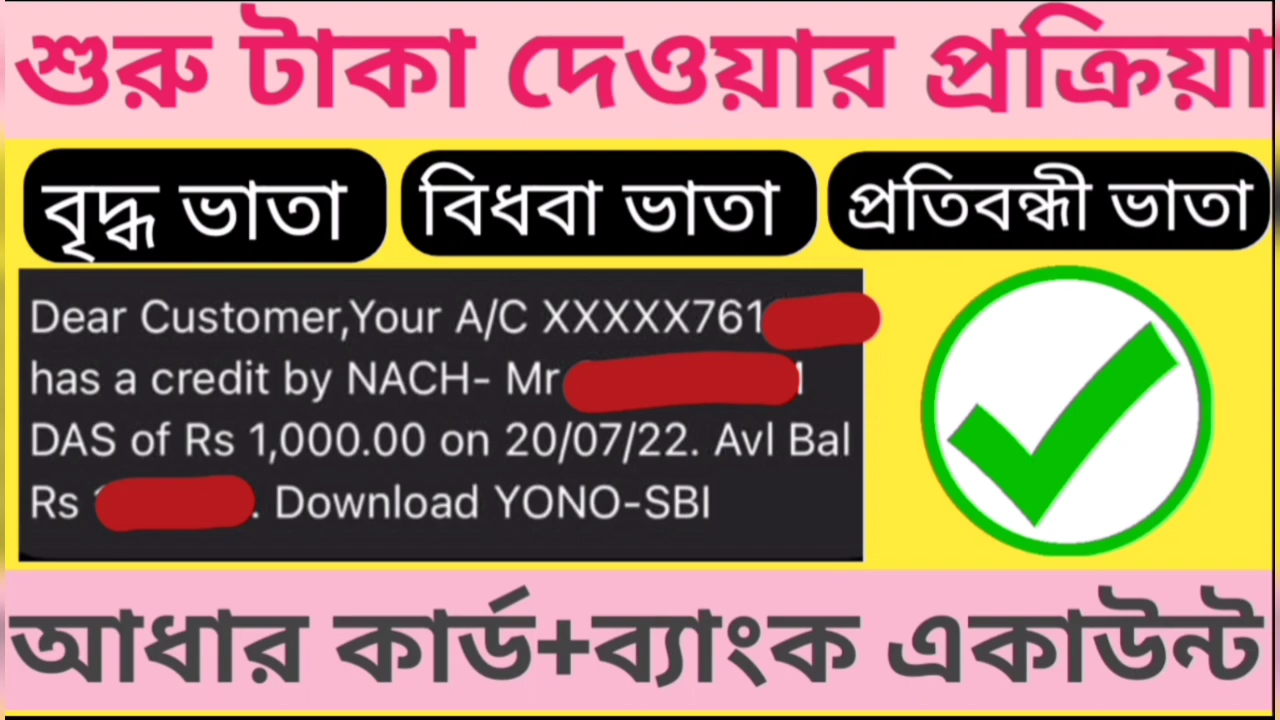 শুরু টাকা দেওয়ার প্রক্রিয়া
বৃদ্ধ ভাতা বিধবা ভাতা প্রতিবন্ধী ভাতা
Dear Customer,Your A/C XXXXX761
has a credit by NACH- Mr
DAS of Rs 1,000.00 on 20/07/22. Avl Bal
Rs . Download YONO-SBI
আধার কার্ড+ব্যাংক একাউন্ট